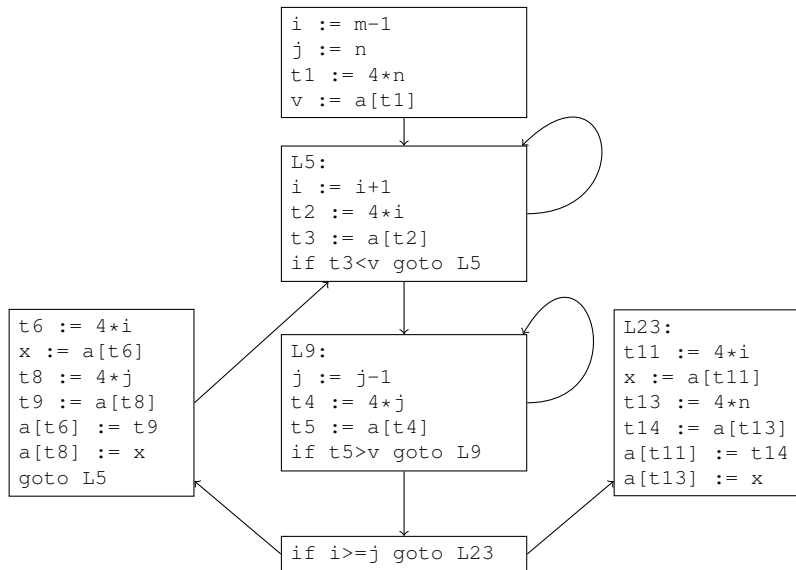 i := m-1
j := n
t1 := 4*n
v := a[t1]
L5:
i := i+1
t2 := 4*i
t3 := a[t2]
if t3<v goto L5
t6 := 4*i
x := a[t6]
t8 := 4*j
t9 := a[t8]
a[t6] := t9
a[t8] := x
goto L5
L9:
j := j-1
t4 := 4*j
t5 := a[t4]
if t5>v goto L9
L23:
t11 := 4*i
x := a[t11]
t13 := 4*n
t14 := a[t13]
a[t11] := t14
a[t13] := x
if i>=j goto L23